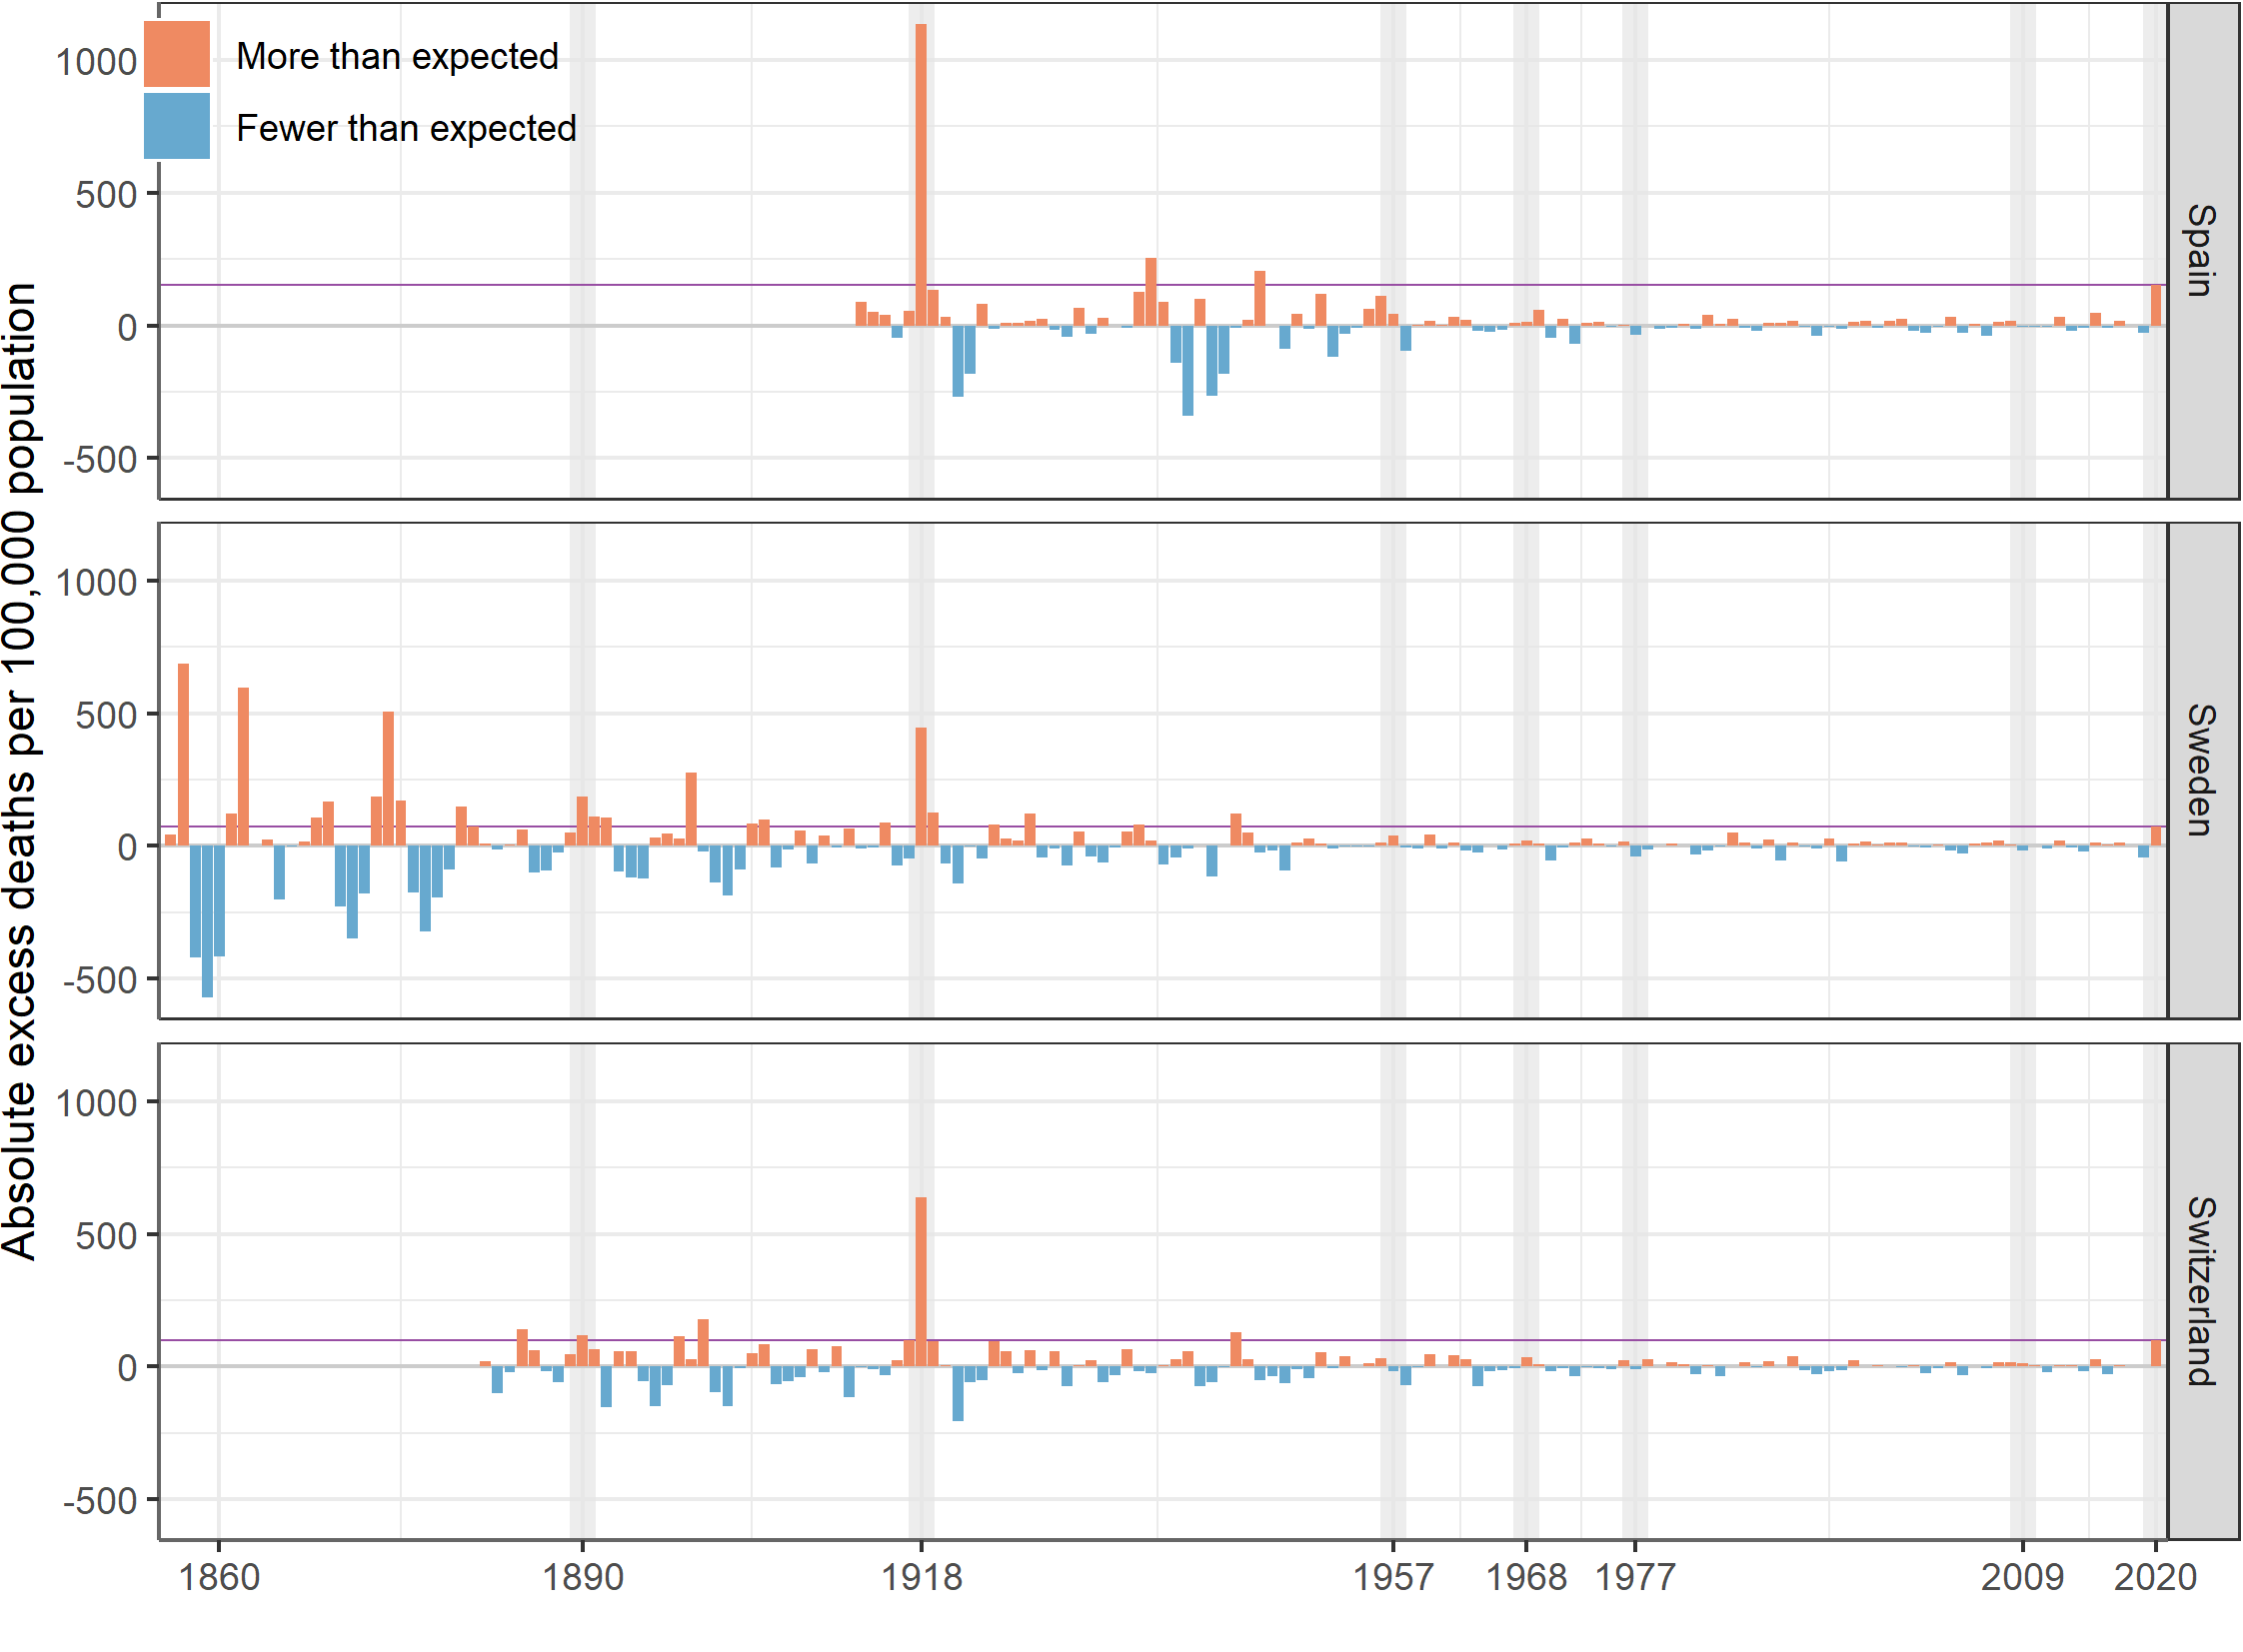 Absolute excess deaths per 100,000 population
More than expected
Fewer than expected
1000
500
0
-500
Spain
1000
500
0
-500
Sweden
1000
500
0
-500
Switzerland
1860 1890 1918 1957 1968 1977 2009 2020